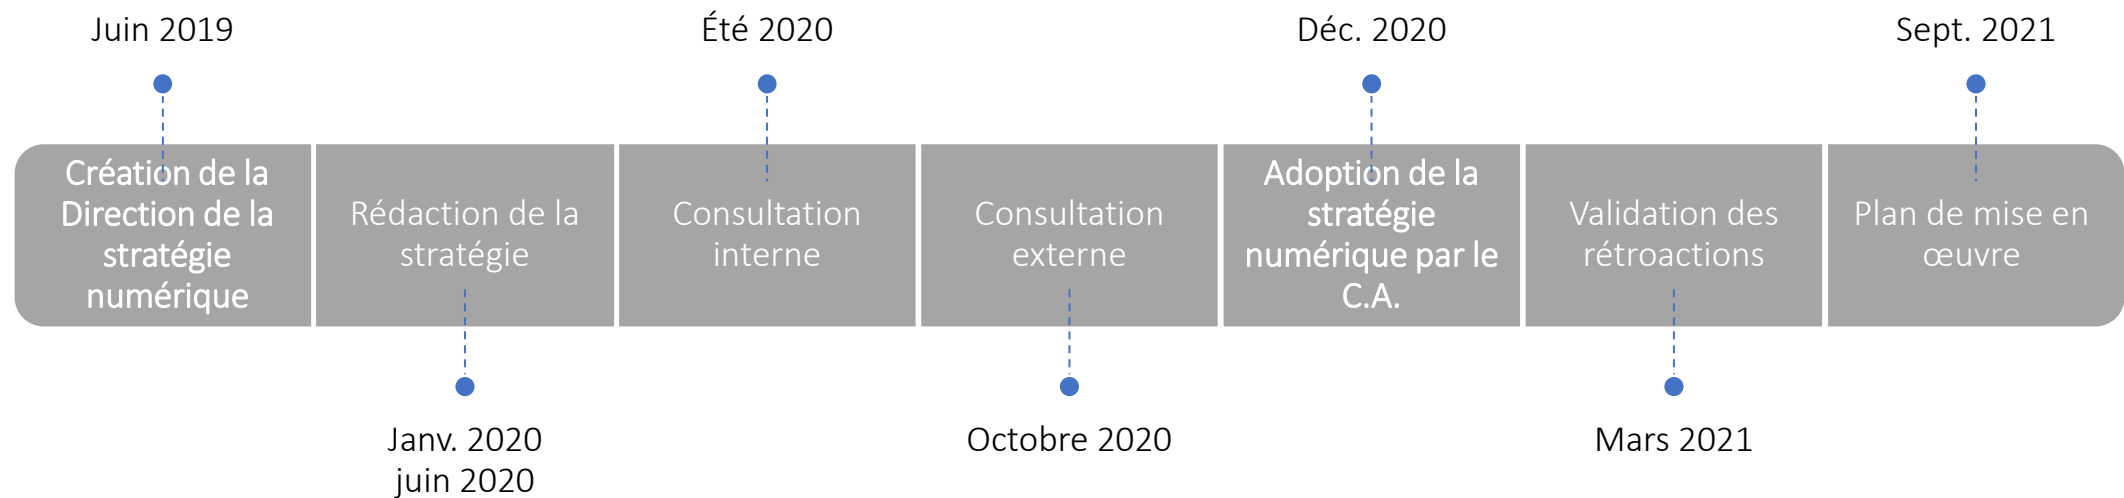 Juin 2019
Été 2020
Déc. 2020
Sept. 2021
Création de la
Direction de la
stratégie
numérique
Rédaction de la
stratégie
Consultation
interne
Consultation
externe
Adoption de la
stratégie
numérique par le
C.A.
Validation des
rétroactions
Plan de mise en
œuvre
Janv. 2020
juin 2020
Octobre 2020
Mars 2021